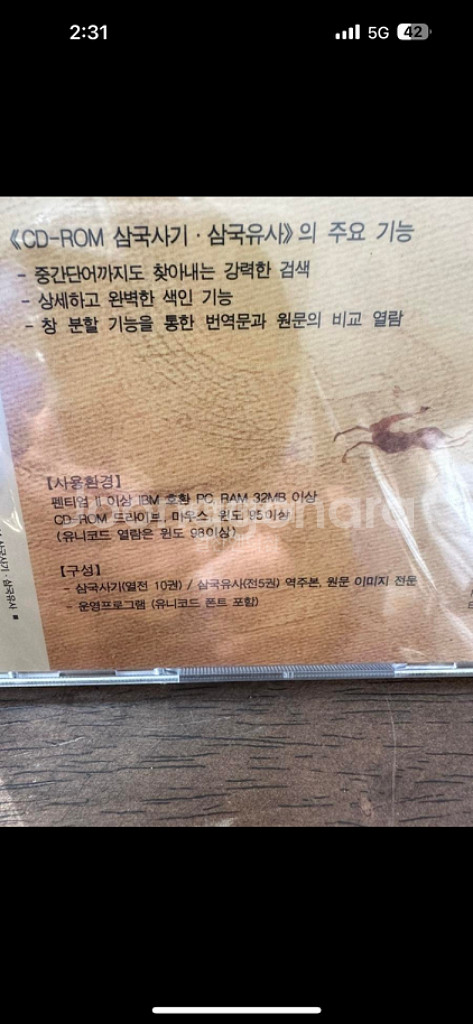 2:31
5G
42
《CD-ROM 삼국사기 · 삼국유사》의 주요 기능
- 중간단어까지도 찾아내는 강력한 검색
- 상세하고 완벽한 색인 기능
- 창 분할 기능을 통한 번역문과 원문의 비교 열람
【사용환경】
펜티엄 II 이상 IBM 호환 PC, RAM 32MB 이상
CD-ROM 드라이브, 마우스, 윈도 95이상
(유니코드 열람은 윈도 98이상)
【구성】
- 삼국사기(열전 10권) / 삼국유사(전5권) 역주본, 원문 이미지 전문
- 운영프로그램 (유니코드 폰트 포함)
삼국사기 · 삼국유사 ■